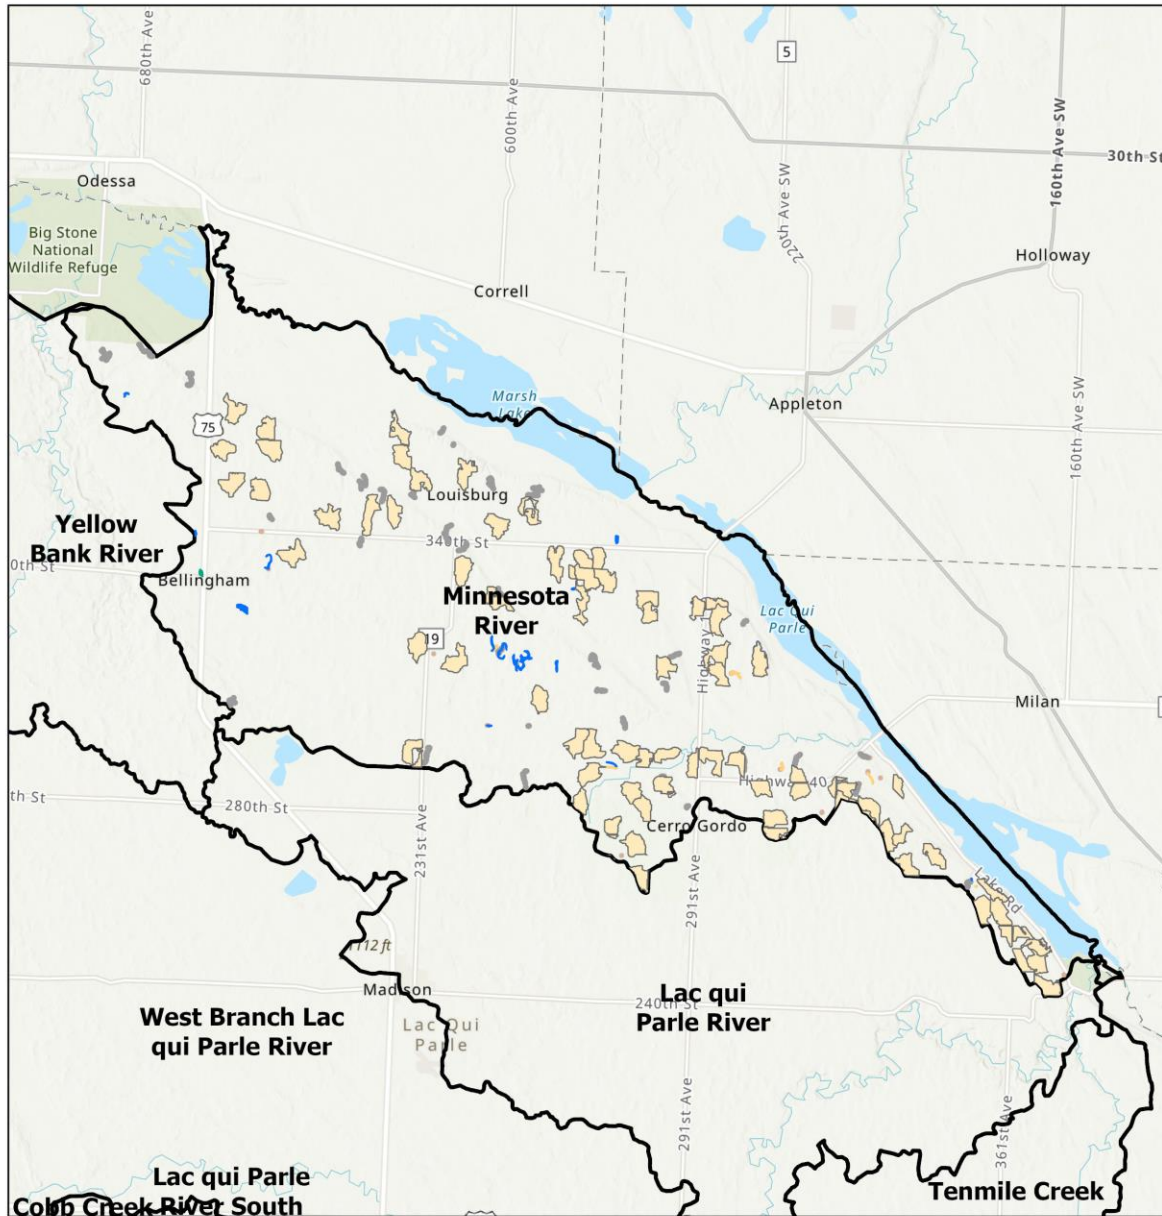 680th Ave
600th Ave
5
160th Ave SW
30th St
220th Ave SW
Odessa
Big Stone
National
Wildlife Refuge
Holloway
Correll
Marsh
Lake
Appleton
75
160th Ave SW
Louisburg
Yellow
Bank River
340th St
0th St
Bellingham
Minnesota
River
Lac Qui
Parle
19
Highway 1
Milan
Highway 40
th St
280th St
231st Ave
Cerro Gordo
291st Ave
Lake Rd
1112 ft
Madison
Lac qui
Parle River
240th St
West Branch Lac
qui Parle River
Lac Qui
Parle
291st Ave
361st Ave
Lac qui Parle
Cobb Creek River South
Tenmile Creek